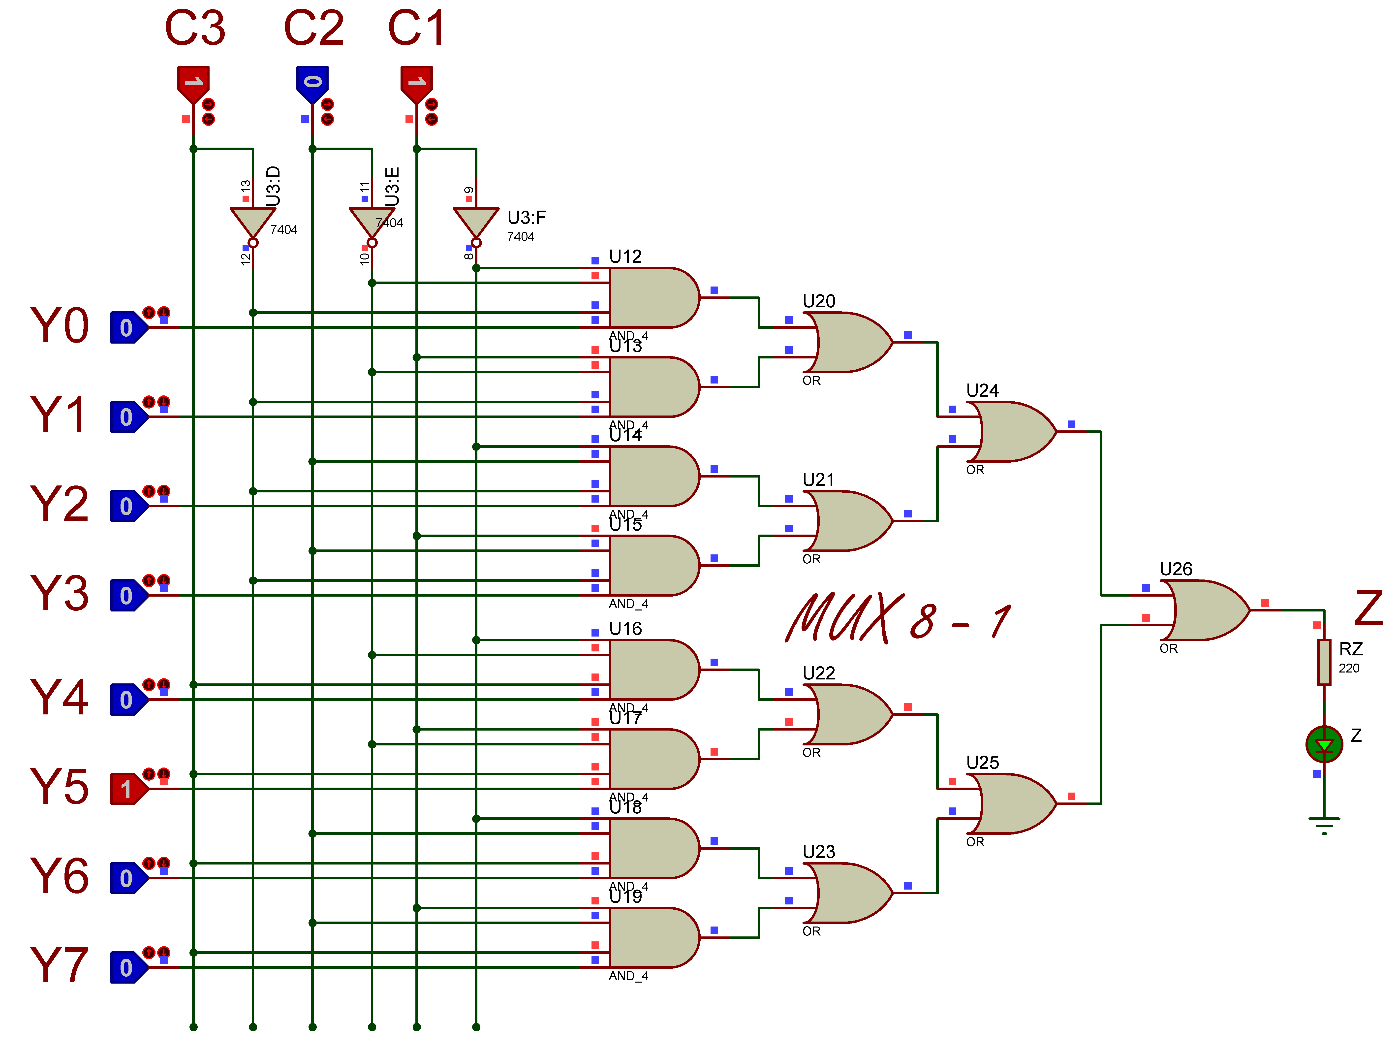 C3 C2 C1
1 0 1
U3:D U3:E U3:F
13 11 9
7404 7404 7404
12 10 8
U12
AND_4
Y0 0
U20
OR
U13
AND_4
Y1 0
U24
OR
U14
AND_4
Y2 0
U21
OR
U15
AND_4
Y3 0
MUX 8 - 1
U26
OR
Z
RZ
220
Z
U16
AND_4
Y4 0
U22
OR
U17
AND_4
Y5 1
U25
OR
U18
AND_4
Y6 0
U23
OR
U19
AND_4
Y7 0